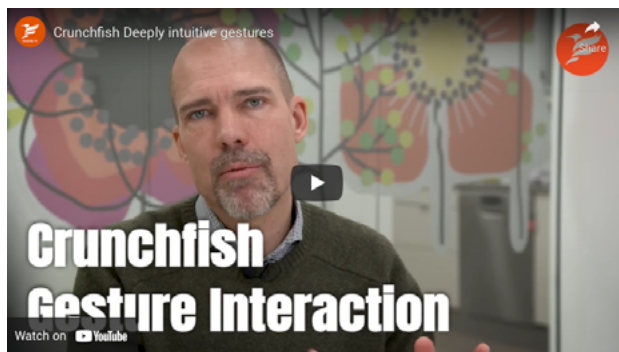 Crunchfish Deeply intuitive gestures
Share
Crunchfish
Gesture Interaction
Watch on YouTube